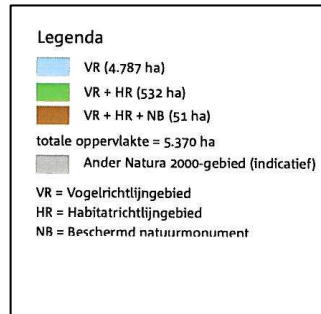 Legenda
VR (4.787 ha)
VR + HR (532 ha)
VR + HR + NB (51 ha)
totale oppervlakte = 5.370 ha
Ander Natura 2000-gebied (indicatief)
VR = Vogelrichtlijngebied
HR = Habitatrichtlijngebied
NB = Beschermd natuurmonument